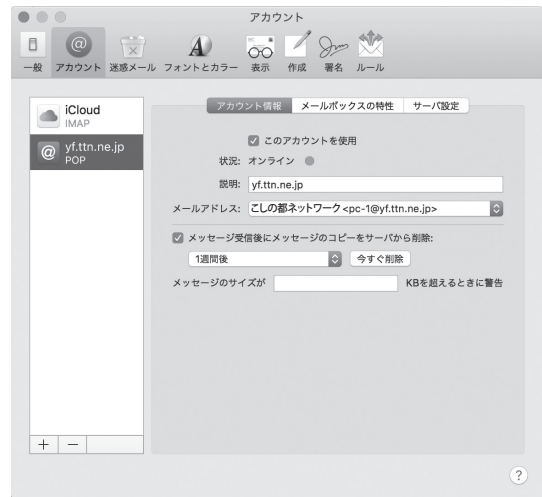 アカウント
一般 アカウント 迷惑メール フォントとカラー 表示 作成 署名 ルール
iCloud
IMAP
@ yf.ttn.ne.jp
POP
アカウント情報 メールボックスの特性 サーバ設定
このアカウントを使用
状況: オンライン
説明: yf.ttn.ne.jp
メールアドレス: こしの都ネットワーク<pc-1@yf.ttn.ne.jp>
メッセージ受信後にメッセージのコピーをサーバから削除:
1週間後 今すぐ削除
メッセージのサイズが KBを超えるときに警告
+ −
?